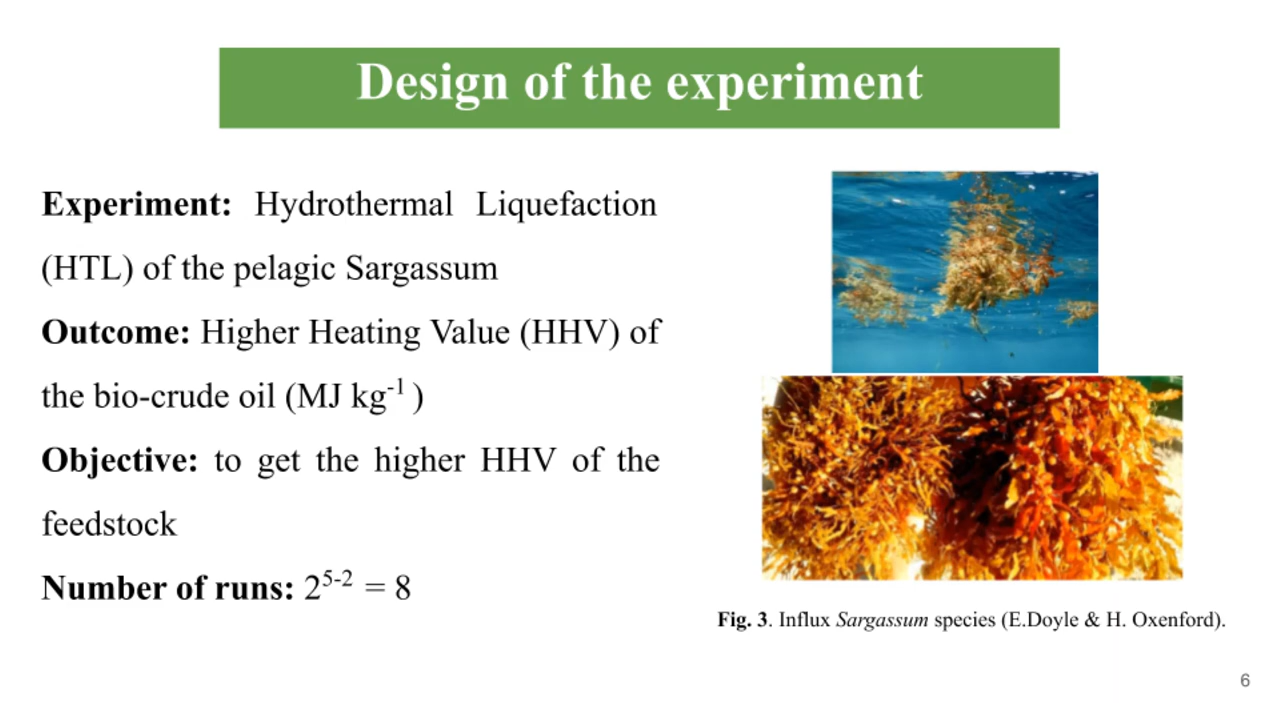 Design of the experiment
Experiment: Hydrothermal Liquefaction
(HTL) of the pelagic Sargassum
Outcome: Higher Heating Value (HHV) of
the bio-crude oil (MJ kg⁻¹ )
Objective: to get the higher HHV of the
feedstock
Number of runs: 2⁵⁻² = 8
Fig. 3. Influx Sargassum species (E.Doyle & H. Oxenford).
6